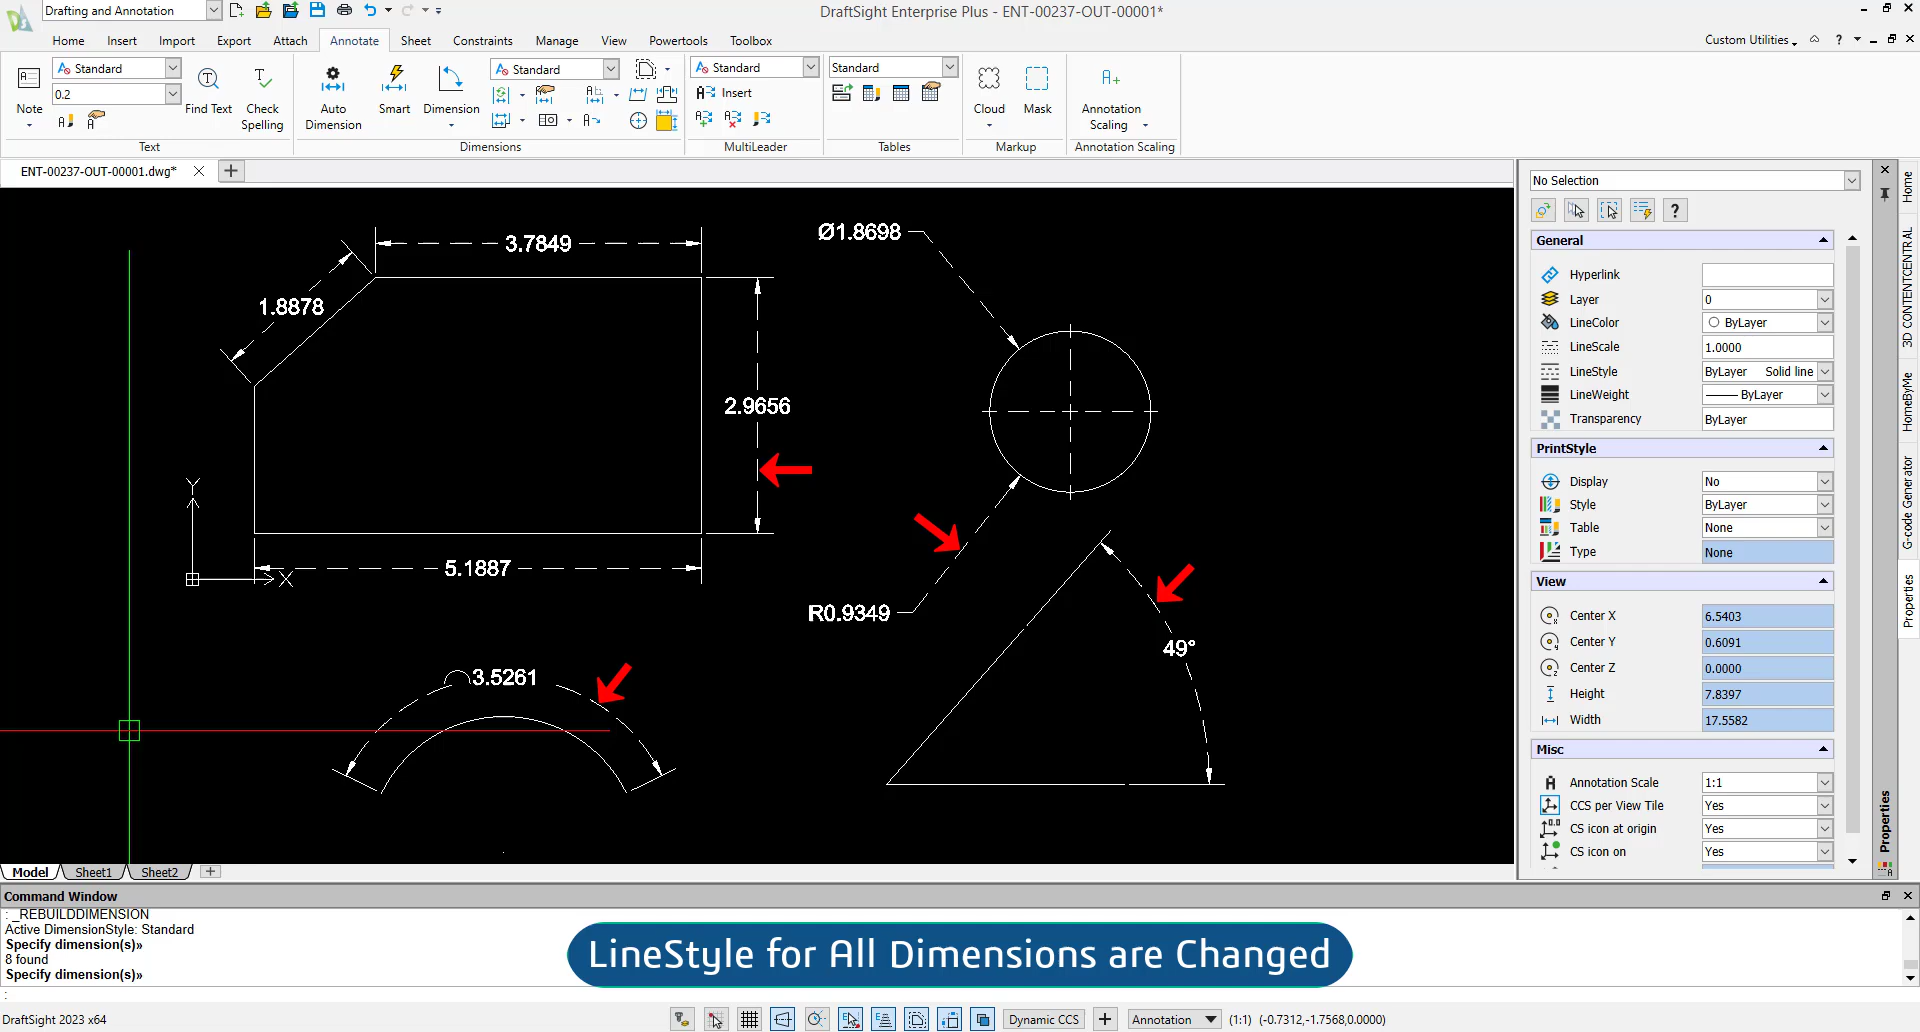 Drafting and Annotation
DraftSight Enterprise Plus - ENT-00237-OUT-00001*
Home Insert Import Export Attach Annotate Sheet Constraints Manage View Powertools Toolbox
Custom Utilities
Standard
0.2
Note
Find Text
Check
Spelling
Text
Auto
Dimension
Smart
Dimension
Standard
Dimensions
Standard
Insert
MultiLeader
Standard
Tables
Cloud
Mask
Markup
Annotation
Scaling
Annotation Scaling
ENT-00237-OUT-00001.dwg*
3.7849
1.8878
2.9656
5.1887
Y
X
3.5261
Ø1.8698
R0.9349
49°
No Selection
General
Hyperlink
Layer 0
LineColor ByLayer
LineScale 1.0000
LineStyle ByLayer Solid line
LineWeight ByLayer
Transparency ByLayer
PrintStyle
Display No
Style ByLayer
Table None
Type None
View
Center X 6.5403
Center Y 0.6091
Center Z 0.0000
Height 7.8397
Width 17.5582
Misc
Annotation Scale 1:1
CCS per View Tile Yes
CS icon at origin Yes
CS icon on Yes
Properties
Home
3D CONTENTCENTRAL
HomeByMe
G-code Generator
Properties
Model Sheet1 Sheet2
Command Window
: _REBUILDDIMENSION
Active DimensionStyle: Standard
Specify dimension(s)»
8 found
Specify dimension(s)»
:
LineStyle for All Dimensions are Changed
DraftSight 2023 x64
Dynamic CCS
Annotation
(1:1) (-0.7312,-1.7568,0.0000)